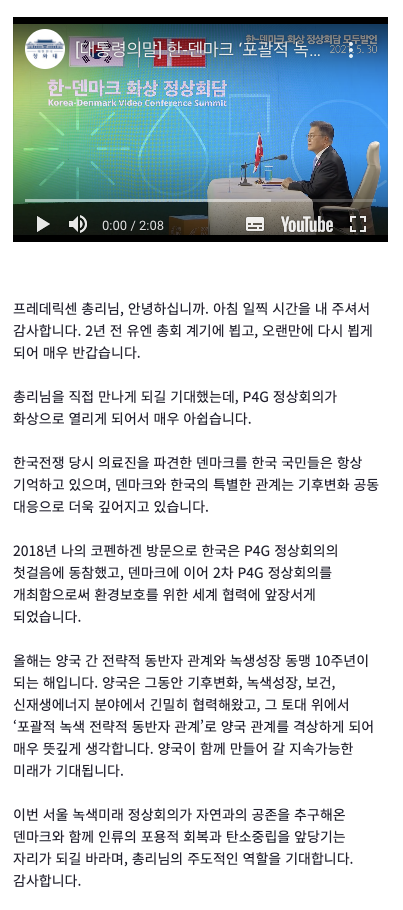 한-덴마크 화상 정상회담 모두발언
[대통령의말] 한-덴마크 ‘포괄적 녹...
청 와 대
한-덴마크 화상 정상회담
Korea-Denmark Video Conference Summit
0:00 / 2:08
YouTube
프레데릭센 총리님, 안녕하십니까. 아침 일찍 시간을 내 주셔서
감사합니다. 2년 전 유엔 총회 계기에 뵙고, 오랜만에 다시 뵙게
되어 매우 반갑습니다.
총리님을 직접 만나게 되길 기대했는데, P4G 정상회의가
화상으로 열리게 되어서 매우 아쉽습니다.
한국전쟁 당시 의료진을 파견한 덴마크를 한국 국민들은 항상
기억하고 있으며, 덴마크와 한국의 특별한 관계는 기후변화 공동
대응으로 더욱 깊어지고 있습니다.
2018년 나의 코펜하겐 방문으로 한국은 P4G 정상회의의
첫걸음에 동참했고, 덴마크에 이어 2차 P4G 정상회의를
개최함으로써 환경보호를 위한 세계 협력에 앞장서게
되었습니다.
올해는 양국 간 전략적 동반자 관계와 녹생성장 동맹 10주년이
되는 해입니다. 양국은 그동안 기후변화, 녹색성장, 보건,
신재생에너지 분야에서 긴밀히 협력해왔고, 그 토대 위에서
‘포괄적 녹색 전략적 동반자 관계’로 양국 관계를 격상하게 되어
매우 뜻깊게 생각합니다. 양국이 함께 만들어 갈 지속가능한
미래가 기대됩니다.
이번 서울 녹색미래 정상회의가 자연과의 공존을 추구해온
덴마크와 함께 인류의 포용적 회복과 탄소중립을 앞당기는
자리가 되길 바라며, 총리님의 주도적인 역할을 기대합니다.
감사합니다.